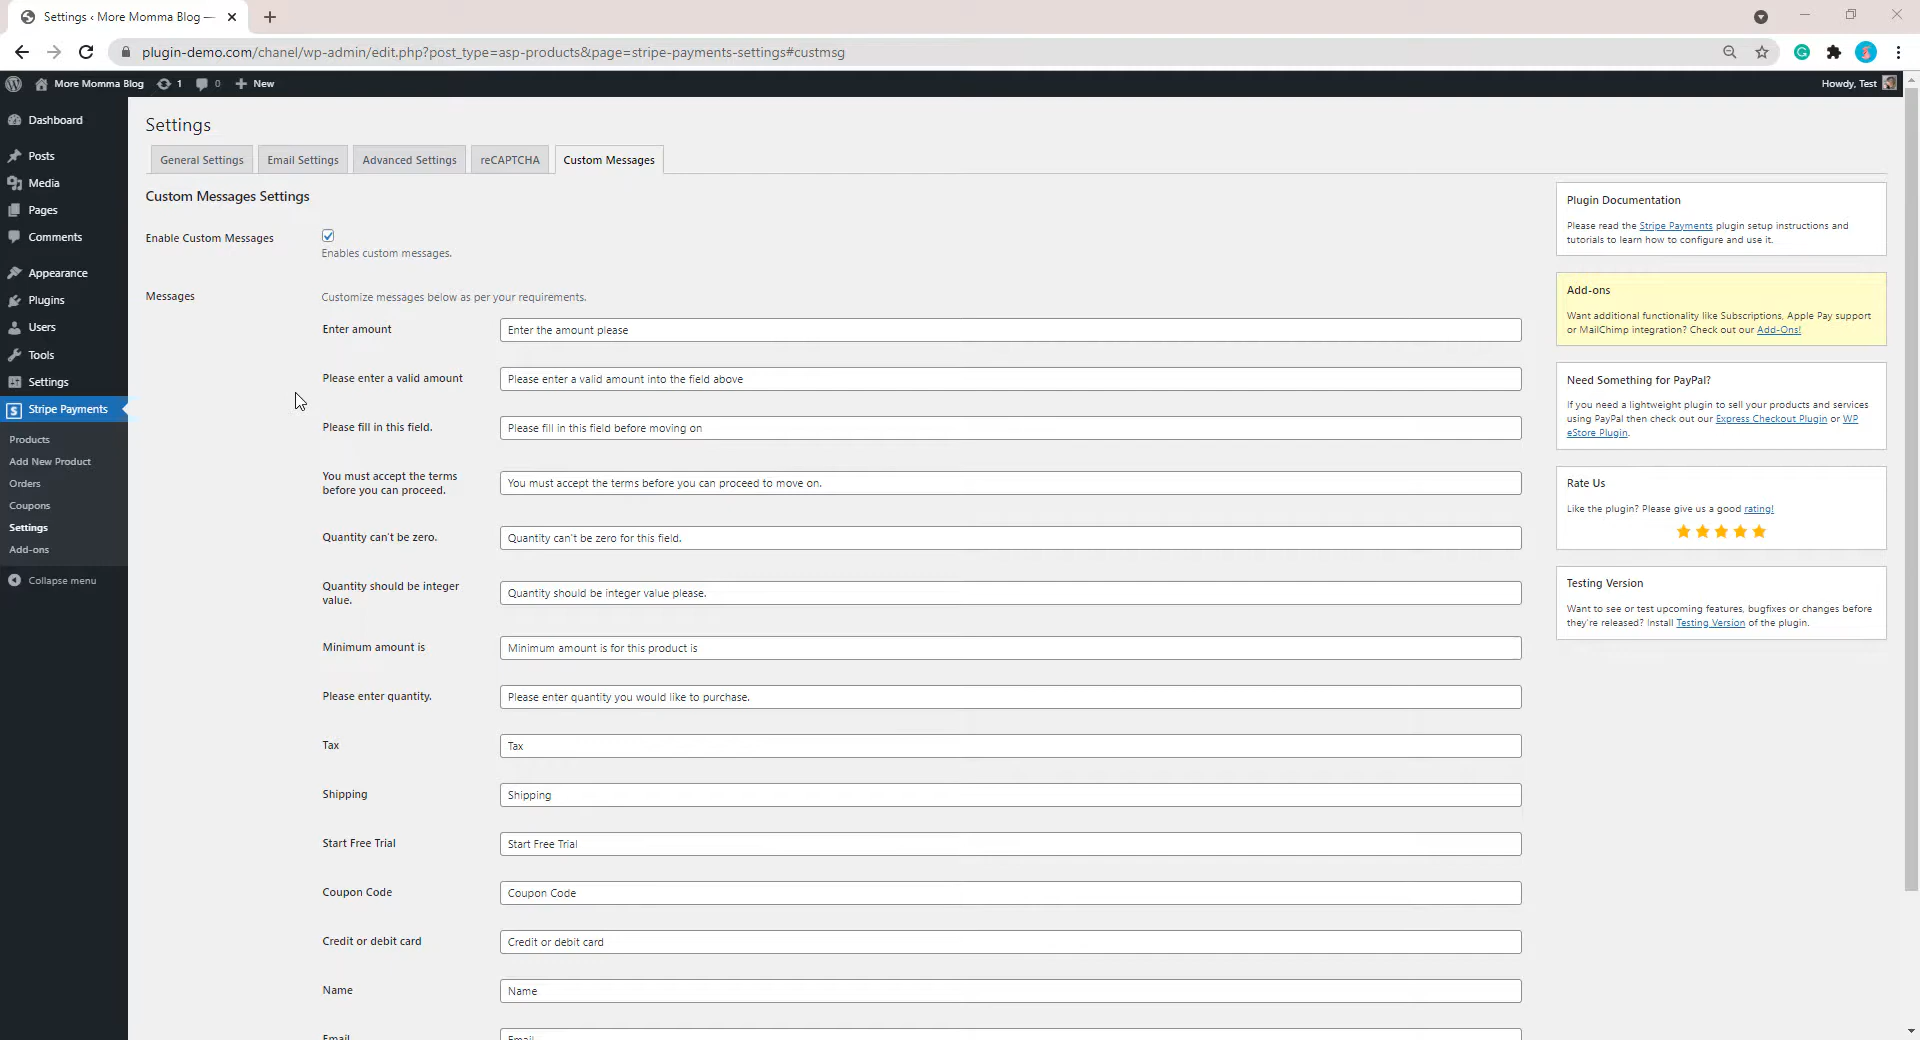 Settings ‹ More Momma Blog —
plugin-demo.com/chanel/wp-admin/edit.php?post_type=asp-products&page=stripe-payments-settings#custmsg
More Momma Blog
1
0
New
Howdy, Test
Dashboard
Posts
Media
Pages
Comments
Appearance
Plugins
Users
Tools
Settings
Stripe Payments
Products
Add New Product
Orders
Coupons
Settings
Add-ons
Collapse menu
Settings
General Settings
Email Settings
Advanced Settings
reCAPTCHA
Custom Messages
Custom Messages Settings
Enable Custom Messages
Enables custom messages.
Messages
Customize messages below as per your requirements.
Enter amount
Enter the amount please
Please enter a valid amount
Please enter a valid amount into the field above
Please fill in this field.
Please fill in this field before moving on
You must accept the terms
before you can proceed.
You must accept the terms before you can proceed to move on.
Quantity can't be zero.
Quantity can't be zero for this field.
Quantity should be integer
value.
Quantity should be integer value please.
Minimum amount is
Minimum amount is for this product is
Please enter quantity.
Please enter quantity you would like to purchase.
Tax
Tax
Shipping
Shipping
Start Free Trial
Start Free Trial
Coupon Code
Coupon Code
Credit or debit card
Credit or debit card
Name
Name
Email
Email
Plugin Documentation
Please read the Stripe Payments plugin setup instructions and
tutorials to learn how to configure and use it.
Add-ons
Want additional functionality like Subscriptions, Apple Pay support
or MailChimp integration? Check out our Add-Ons!
Need Something for PayPal?
If you need a lightweight plugin to sell your products and services
using PayPal then check out our Express Checkout Plugin or WP
eStore Plugin.
Rate Us
Like the plugin? Please give us a good rating!
Testing Version
Want to see or test upcoming features, bugfixes or changes before
they're released? Install Testing Version of the plugin.